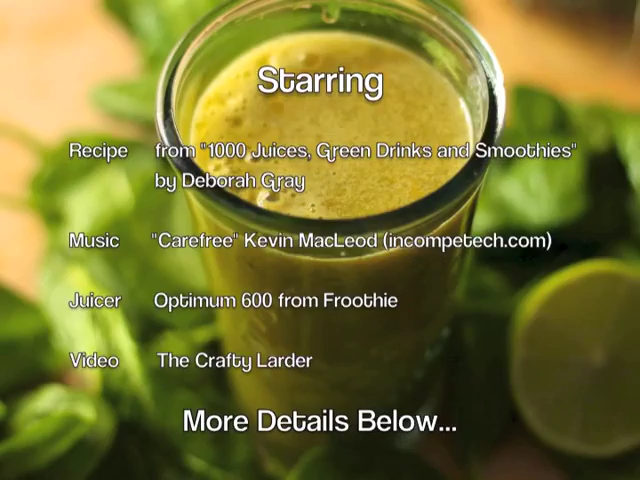 Starring
Recipe from "1000 Juices, Green Drinks and Smoothies"
by Deborah Gray
Music "Carefree" Kevin MacLeod (incompetech.com)
Juicer Optimum 600 from Froothie
Video The Crafty Larder
More Details Below...